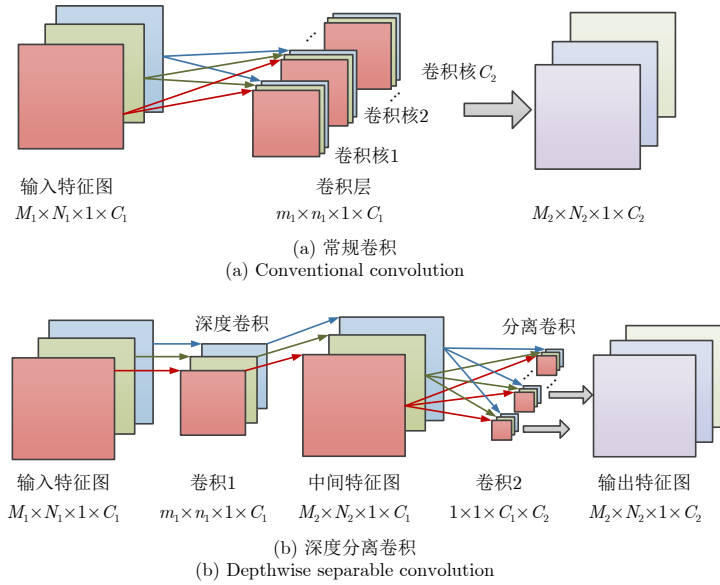 卷积核C₂
卷积核2
卷积核1
输入特征图
卷积层
M₁×N₁×1×C₁
m₁×n₁×1×C₁
M₂×N₂×1×C₂
(a) 常规卷积
(a) Conventional convolution
深度卷积
分离卷积
输入特征图
卷积1
中间特征图
卷积2
输出特征图
M₁×N₁×1×C₁
m₁×n₁×1×C₁
M₂×N₂×1×C₁
1×1×C₁×C₂
M₂×N₂×1×C₂
(b) 深度分离卷积
(b) Depthwise separable convolution